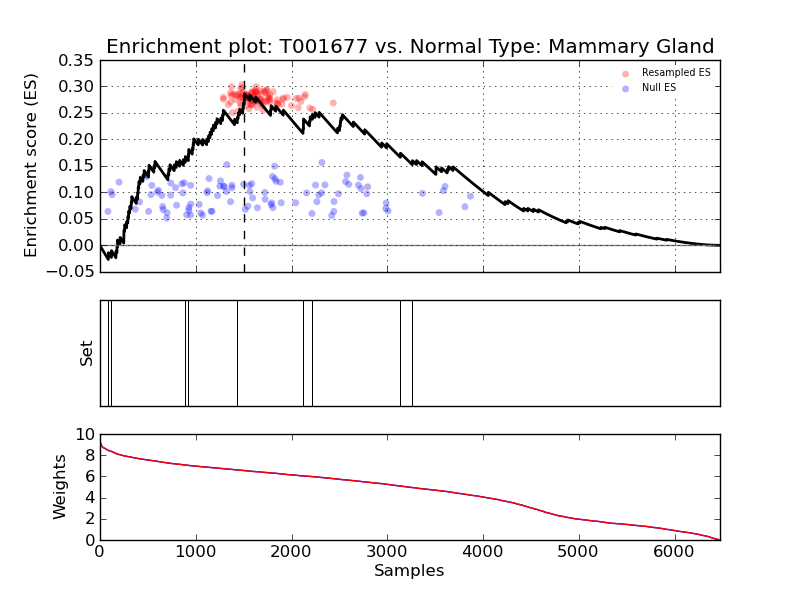 Enrichment plot: T001677 vs. Normal Type: Mammary Gland
Enrichment score (ES)
0.35
0.30
0.25
0.20
0.15
0.10
0.05
0.00
−0.05
Resampled ES
Null ES
Set
Weights
10
8
6
4
2
0
0 1000 2000 3000 4000 5000 6000
Samples